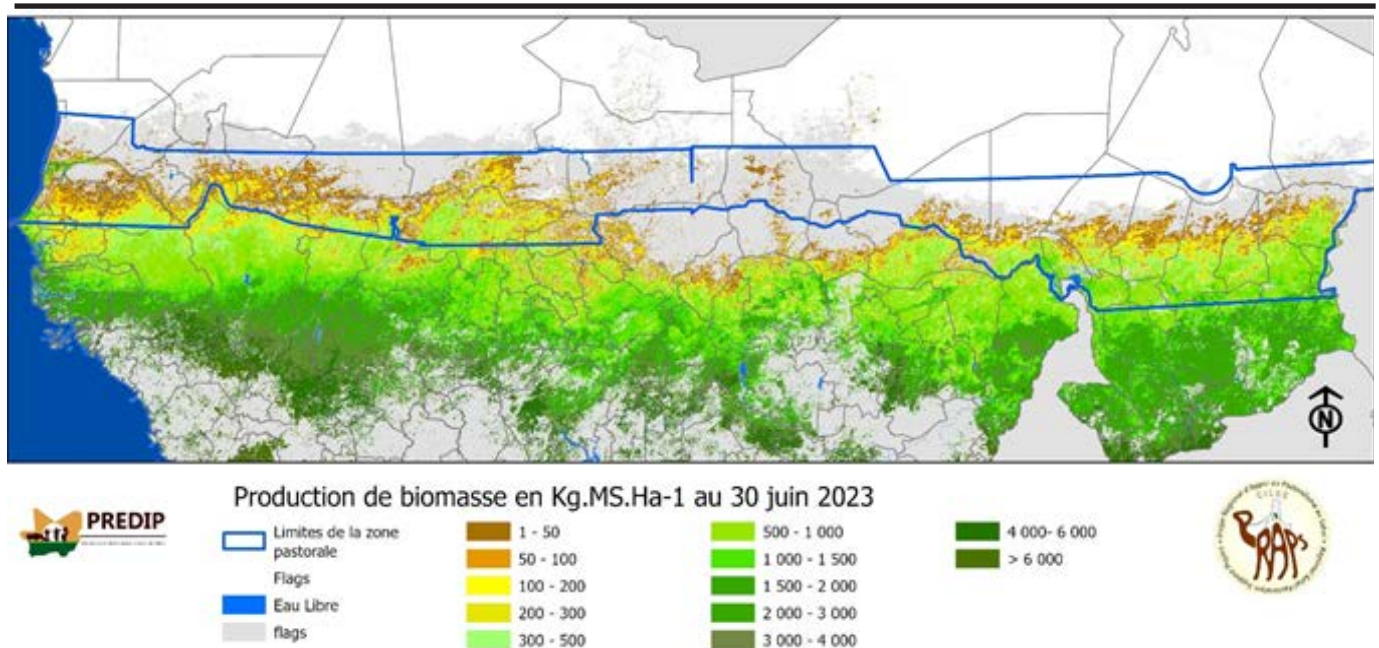 N
Production de biomasse en Kg.MS.Ha-1 au 30 juin 2023
PREDIP
Limites de la zone
pastorale
Flags
Eau Libre
flags
1 - 50
50 - 100
100 - 200
200 - 300
300 - 500
500 - 1 000
1 000 - 1 500
1 500 - 2 000
2 000 - 3 000
3 000 - 4 000
4 000- 6 000
> 6 000
PRAPS